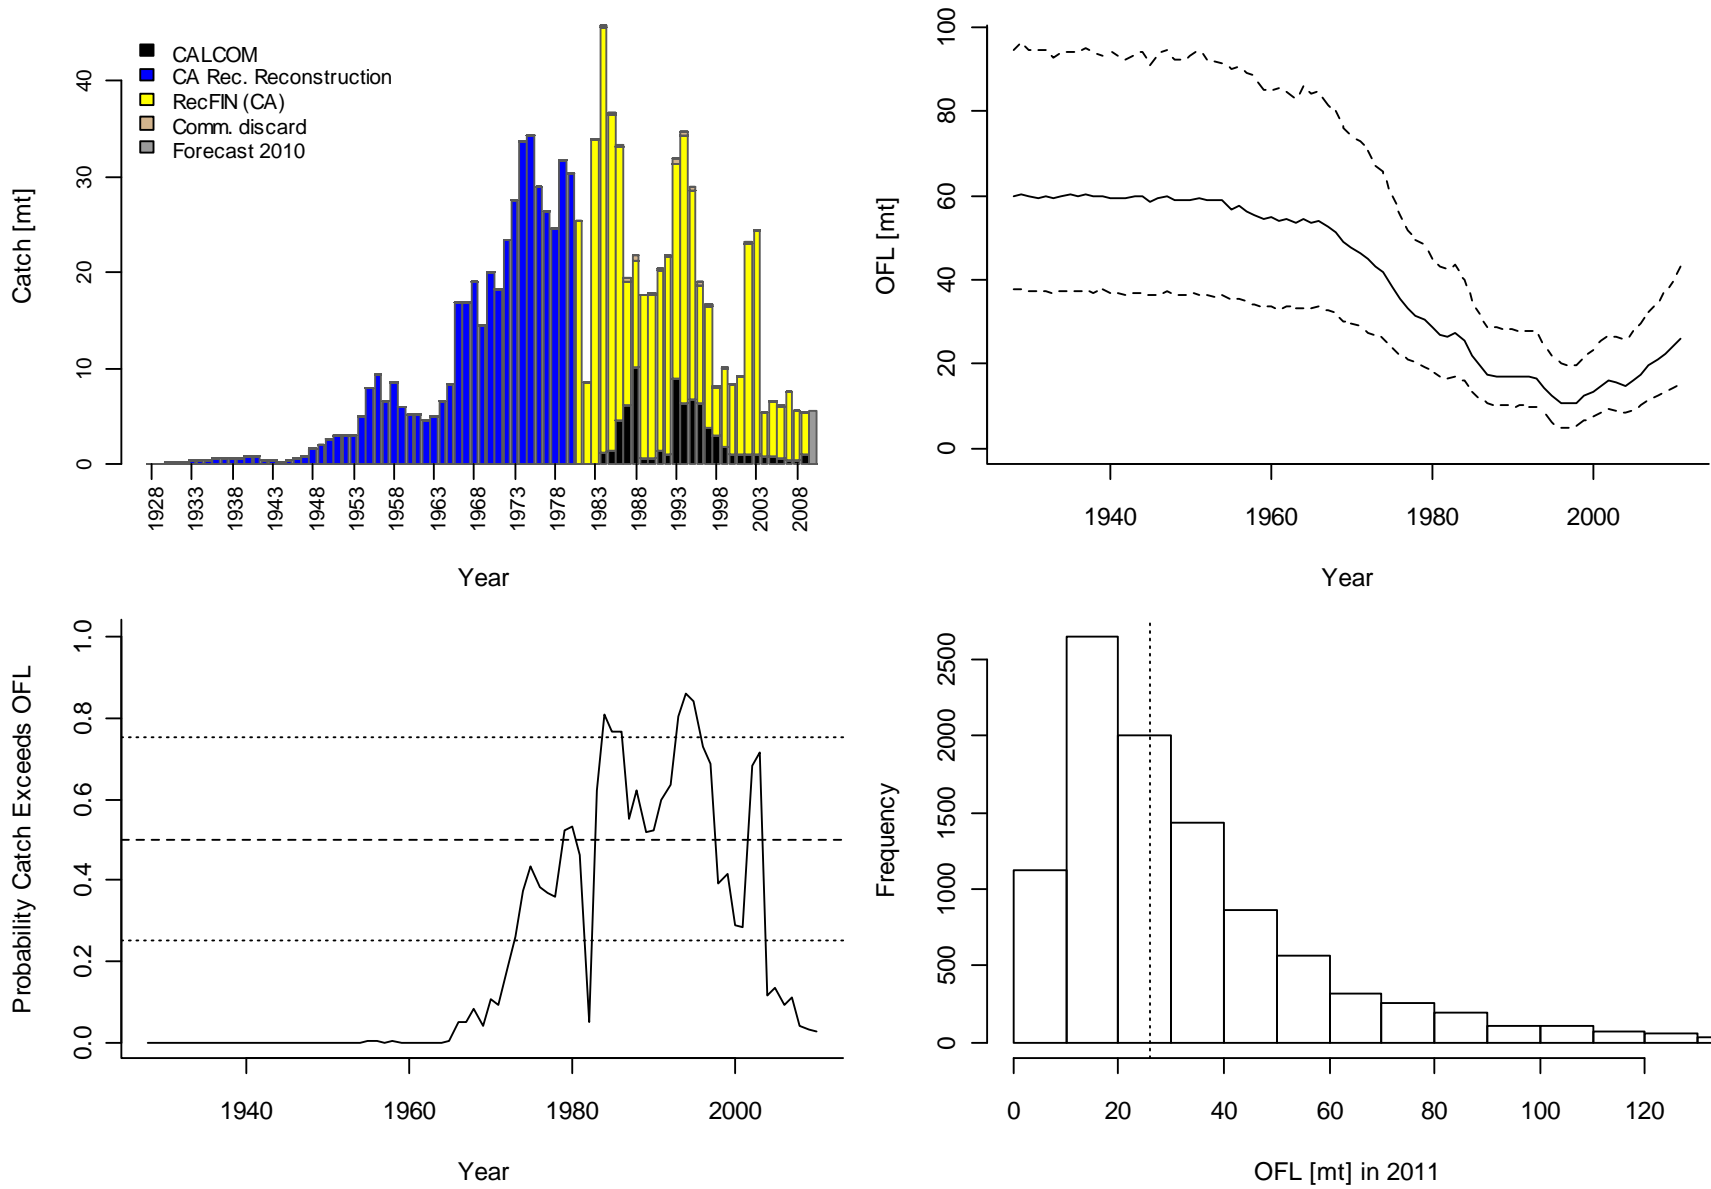 CALCOM
CA Rec. Reconstruction
RecFIN (CA)
Comm. discard
Forecast 2010
Catch [mt]
0 10 20 30 40
1928 1933 1938 1943 1948 1953 1958 1963 1968 1973 1978 1983 1988 1993 1998 2003 2008
Year
OFL [mt]
0 20 40 60 80 100
1940 1960 1980 2000
Year
Probability Catch Exceeds OFL
0.0 0.2 0.4 0.6 0.8 1.0
1940 1960 1980 2000
Year
Frequency
0 500 1000 1500 2000 2500
0 20 40 60 80 100 120
OFL [mt] in 2011